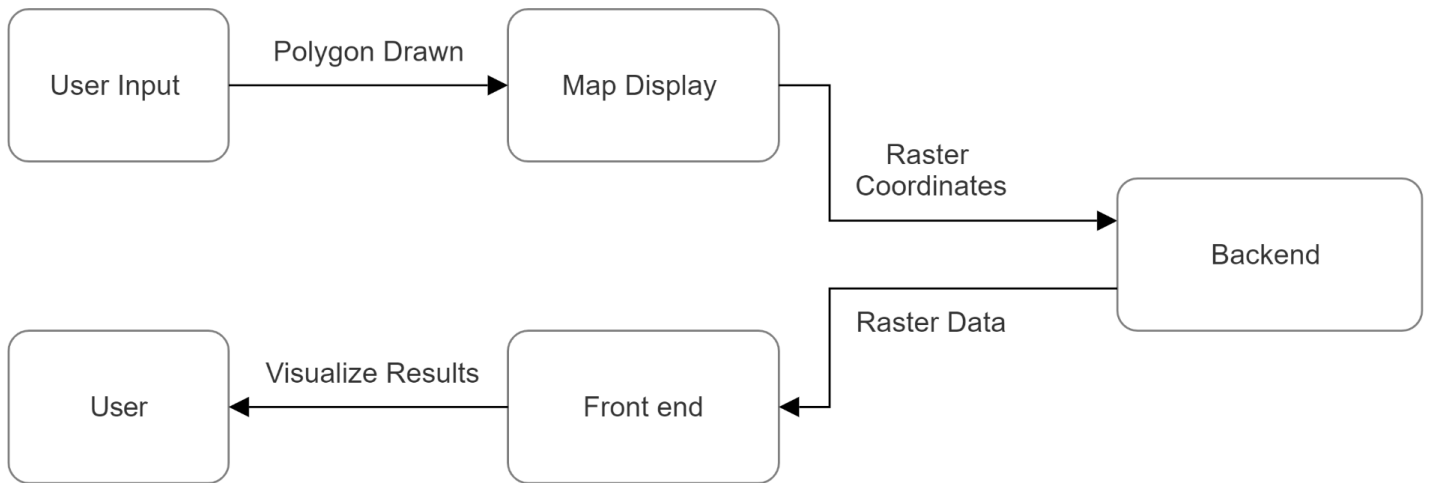 User Input
Polygon Drawn
Map Display
Raster
Coordinates
Backend
Raster Data
Front end
Visualize Results
User